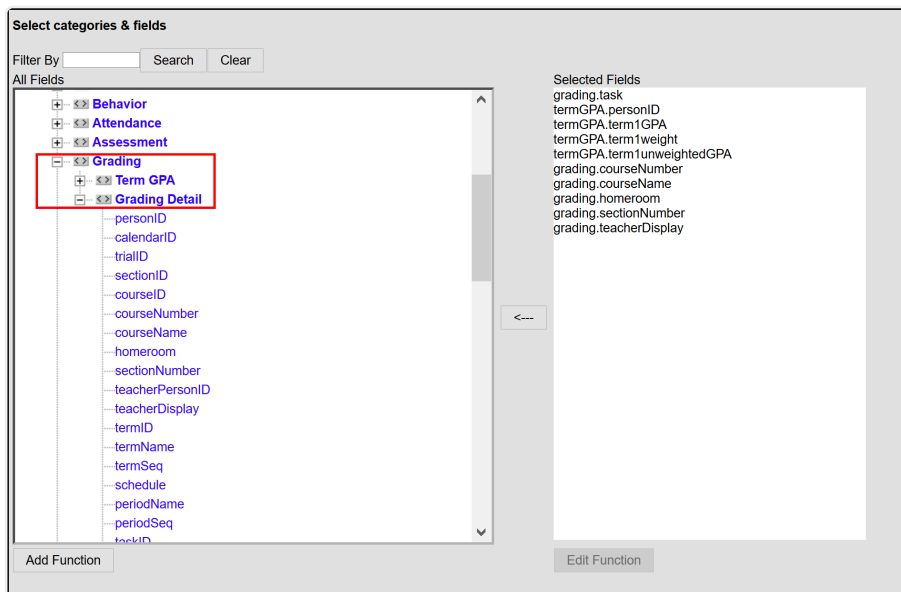 Select categories & fields
Filter By
Search
Clear
All Fields
Behavior
Attendance
Assessment
Grading
Term GPA
Grading Detail
personID
calendarID
trialID
sectionID
courseID
courseNumber
courseName
homeroom
sectionNumber
teacherPersonID
teacherDisplay
termID
termName
termSeq
schedule
periodName
periodSeq
taskID
Add Function
<---
Selected Fields
grading.task
termGPA.personID
termGPA.term1GPA
termGPA.term1weight
termGPA.term1unweightedGPA
grading.courseNumber
grading.courseName
grading.homeroom
grading.sectionNumber
grading.teacherDisplay
Edit Function